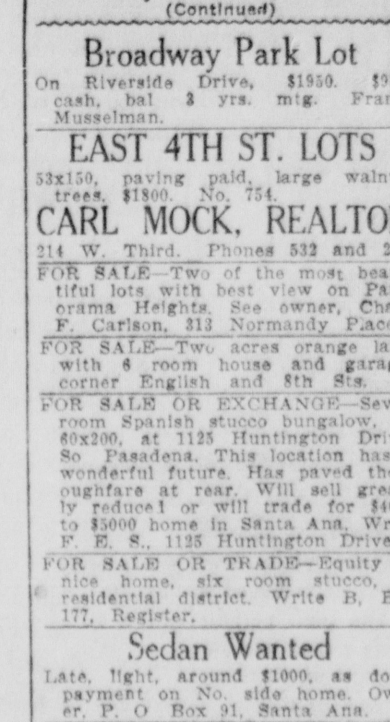 (Continued)
Broadway Park Lot
On Riverside Drive, $1950. $9
cash, bal 3 yrs. mtg. Fran
Musselman.
EAST 4TH ST. LOTS
53x150, paving paid, large waln
trees. $1800. No. 754.
CARL MOCK, REALTO
214 W. Third. Phones 532 and 2
FOR SALE—Two of the most bea
tiful lots with best view on Pa
orama Heights. See owner, Cha
F. Carlson, 313 Normandy Place
FOR SALE—Two acres orange la
with 6 room house and garag
corner English and 8th Sts.
FOR SALE OR EXCHANGE—Sev
room Spanish stucco bungalow,
60x200, at 1125 Huntington Dri
So Pasadena. This location has
wonderful future. Has paved th
oughfare at rear. Will sell gre
ly reduced or will trade for $4
to $5000 home in Santa Ana. Wr
F. E. S., 1125 Huntington Drive
FOR SALE OR TRADE—Equity
nice home, six room stucco,
residential district. Write B,
177, Register.
Sedan Wanted
Late, light, around $1000, as do
payment on No. side home. Ow
er, P. O Box 91, Santa Ana.